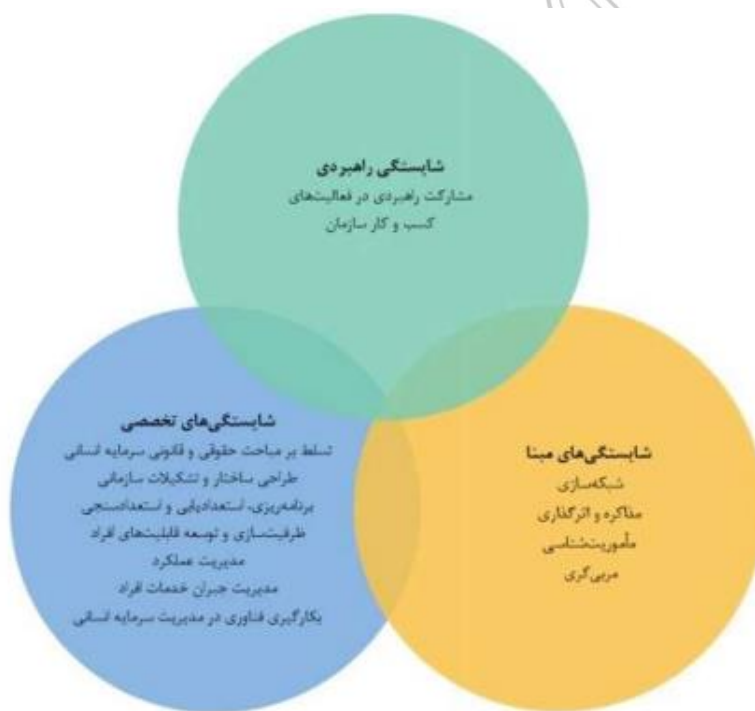 شایستگی راهبردی
مشارکت راهبردی در فعالیت‌های
کسب و کار سازمان
شایستگی‌های تخصصی
تسلط بر مباحث حقوقی و قانونی سرمایه انسانی
طراحی ساختار و تشکیلات سازمانی
برنامه‌ریزی، استعدادیابی و استعدادسنجی
ظرفیت‌سازی و توسعه قابلیت‌های افراد
مدیریت عملکرد
مدیریت جبران خدمات افراد
بکارگیری فناوری در مدیریت سرمایه انسانی
شایستگی‌های مبنا
شبکه‌سازی
مذاکره و اثرگذاری
مأموریت‌شناسی
مربی‌گری